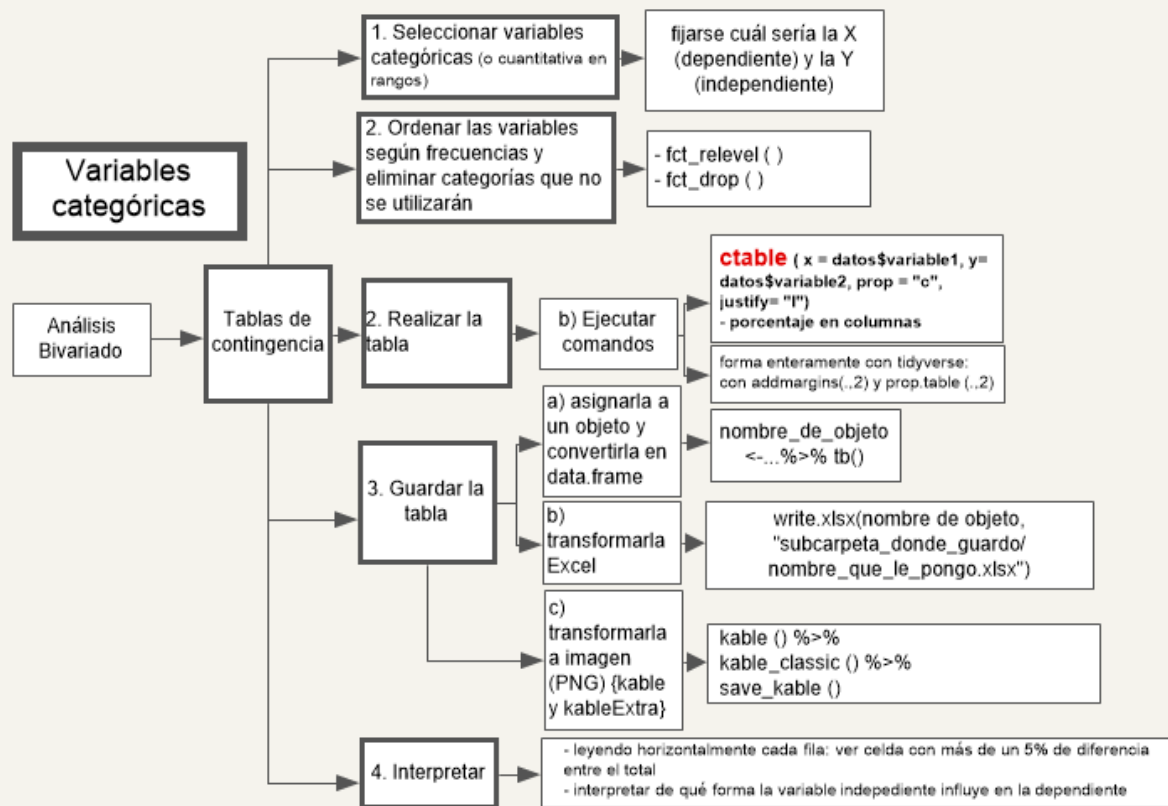 Variables
categóricas
Análisis
Bivariado
Tablas de
contingencia
1. Seleccionar variables
categóricas (o cuantitativa en
rangos)
fijarse cuál sería la X
(dependiente) y la Y
(independiente)
2. Ordenar las variables
según frecuencias y
eliminar categorías que no
se utilizarán
- fct_relevel ( )
- fct_drop ( )
2. Realizar la
tabla
b) Ejecutar
comandos
ctable ( x = datos$variable1, y=
datos$variable2, prop = "c",
justify= "l")
- porcentaje en columnas
forma enteramente con tidyverse:
con addmargins(.,2) y prop.table (.,2)
3. Guardar la
tabla
a) asignarla a
un objeto y
convertirla en
data.frame
nombre_de_objeto
<-...%>% tb()
b)
transformarla
Excel
write.xlsx(nombre de objeto,
"subcarpeta_donde_guardo/
nombre_que_le_pongo.xlsx")
c)
transformarla
a imagen
(PNG) {kable
y kableExtra}
kable () %>%
kable_classic () %>%
save_kable ()
4. Interpretar
- leyendo horizontalmente cada fila: ver celda con más de un 5% de diferencia
entre el total
- interpretar de qué forma la variable indepediente influye en la dependiente